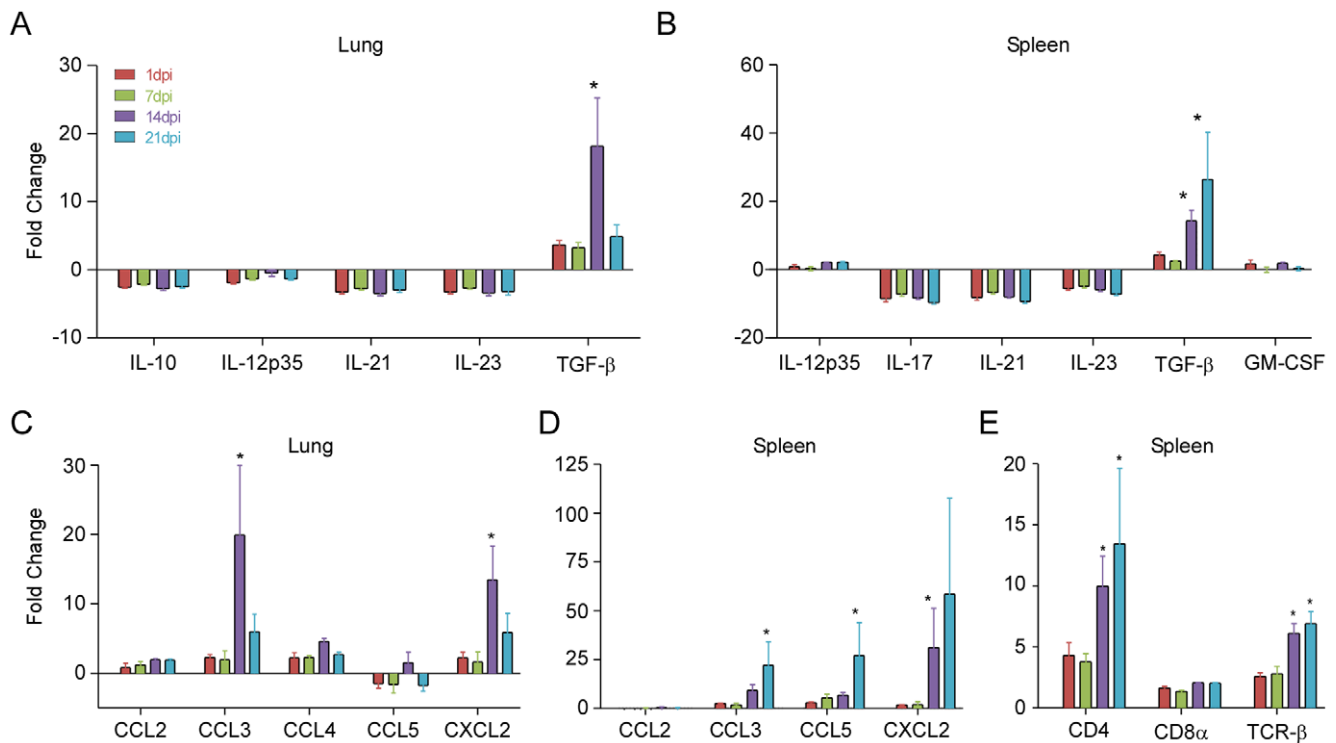 A
Lung
Fold Change
30
20
10
0
-10
1dpi
7dpi
14dpi
21dpi
*
IL-10 IL-12p35 IL-21 IL-23 TGF-β
B
Spleen
60
40
20
0
-20
* *
IL-12p35 IL-17 IL-21 IL-23 TGF-β GM-CSF
C
Lung
Fold Change
30
20
10
0
* *
CCL2 CCL3 CCL4 CCL5 CXCL2
D
Spleen
125
100
75
50
25
0
* * *
CCL2 CCL3 CCL5 CXCL2
E
Spleen
20
15
10
5
0
* * * *
CD4 CD8α TCR-β